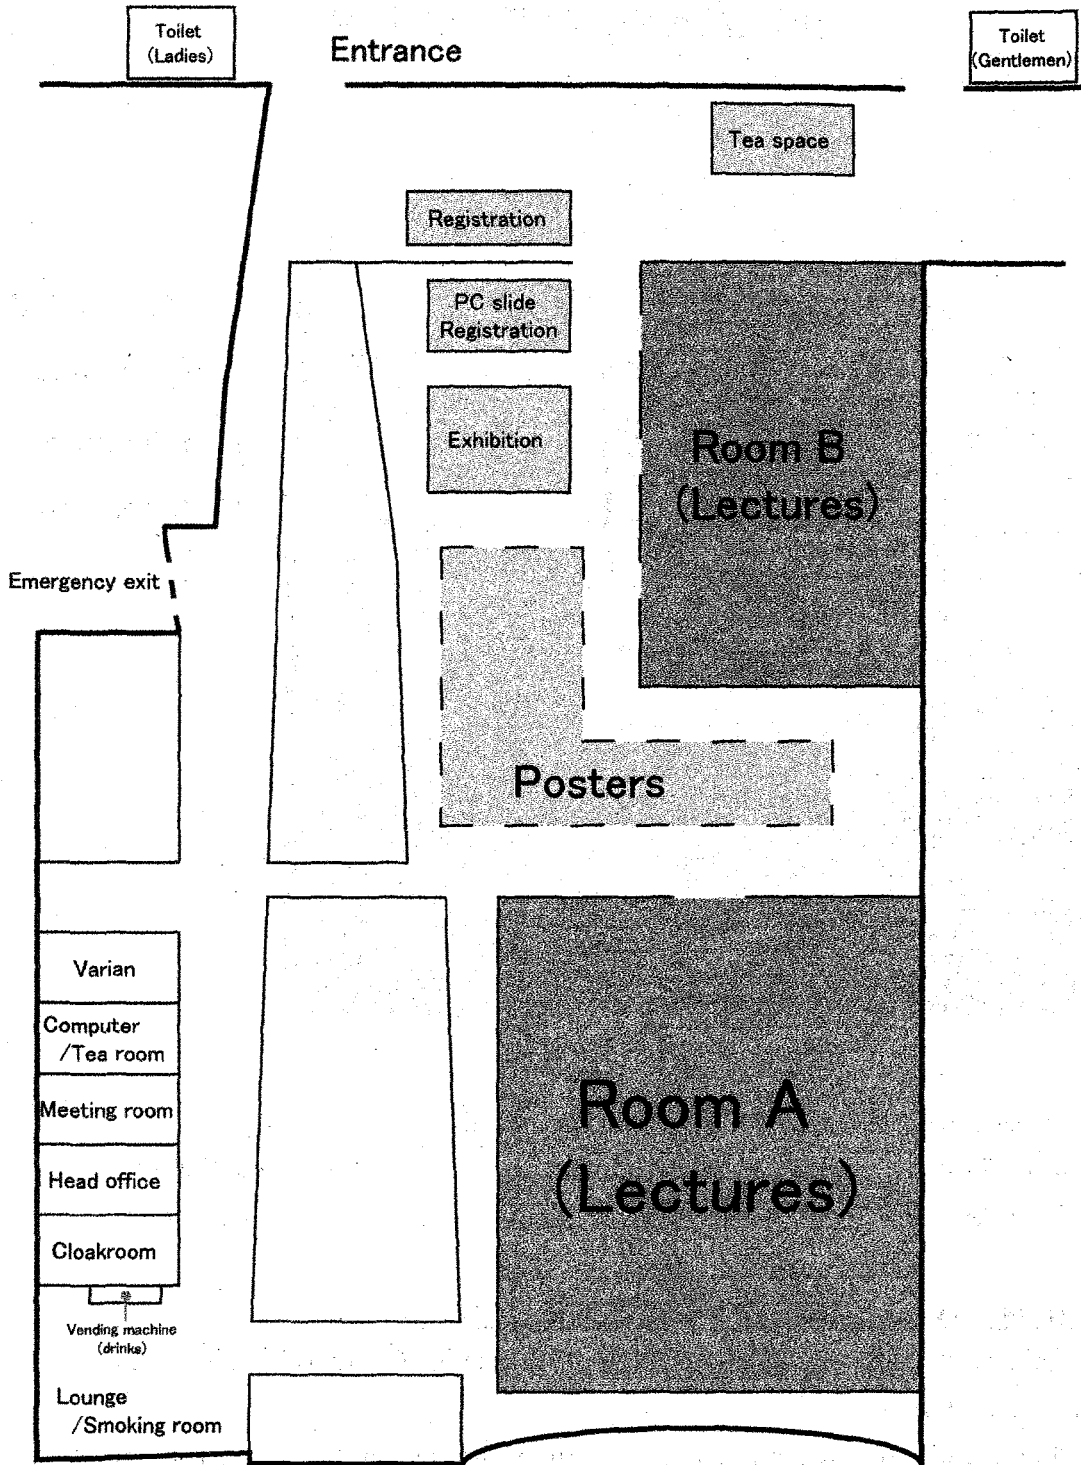 Toilet
(Ladies)
Entrance
Toilet
(Gentlemen)
Tea space
Registration
PC slide
Registration
Exhibition
Room B
(Lectures)
Emergency exit
Posters
Varian
Computer
/Tea room
Meeting room
Head office
Cloakroom
Vending machine
(drinks)
Room A
(Lectures)
Lounge
/Smoking room